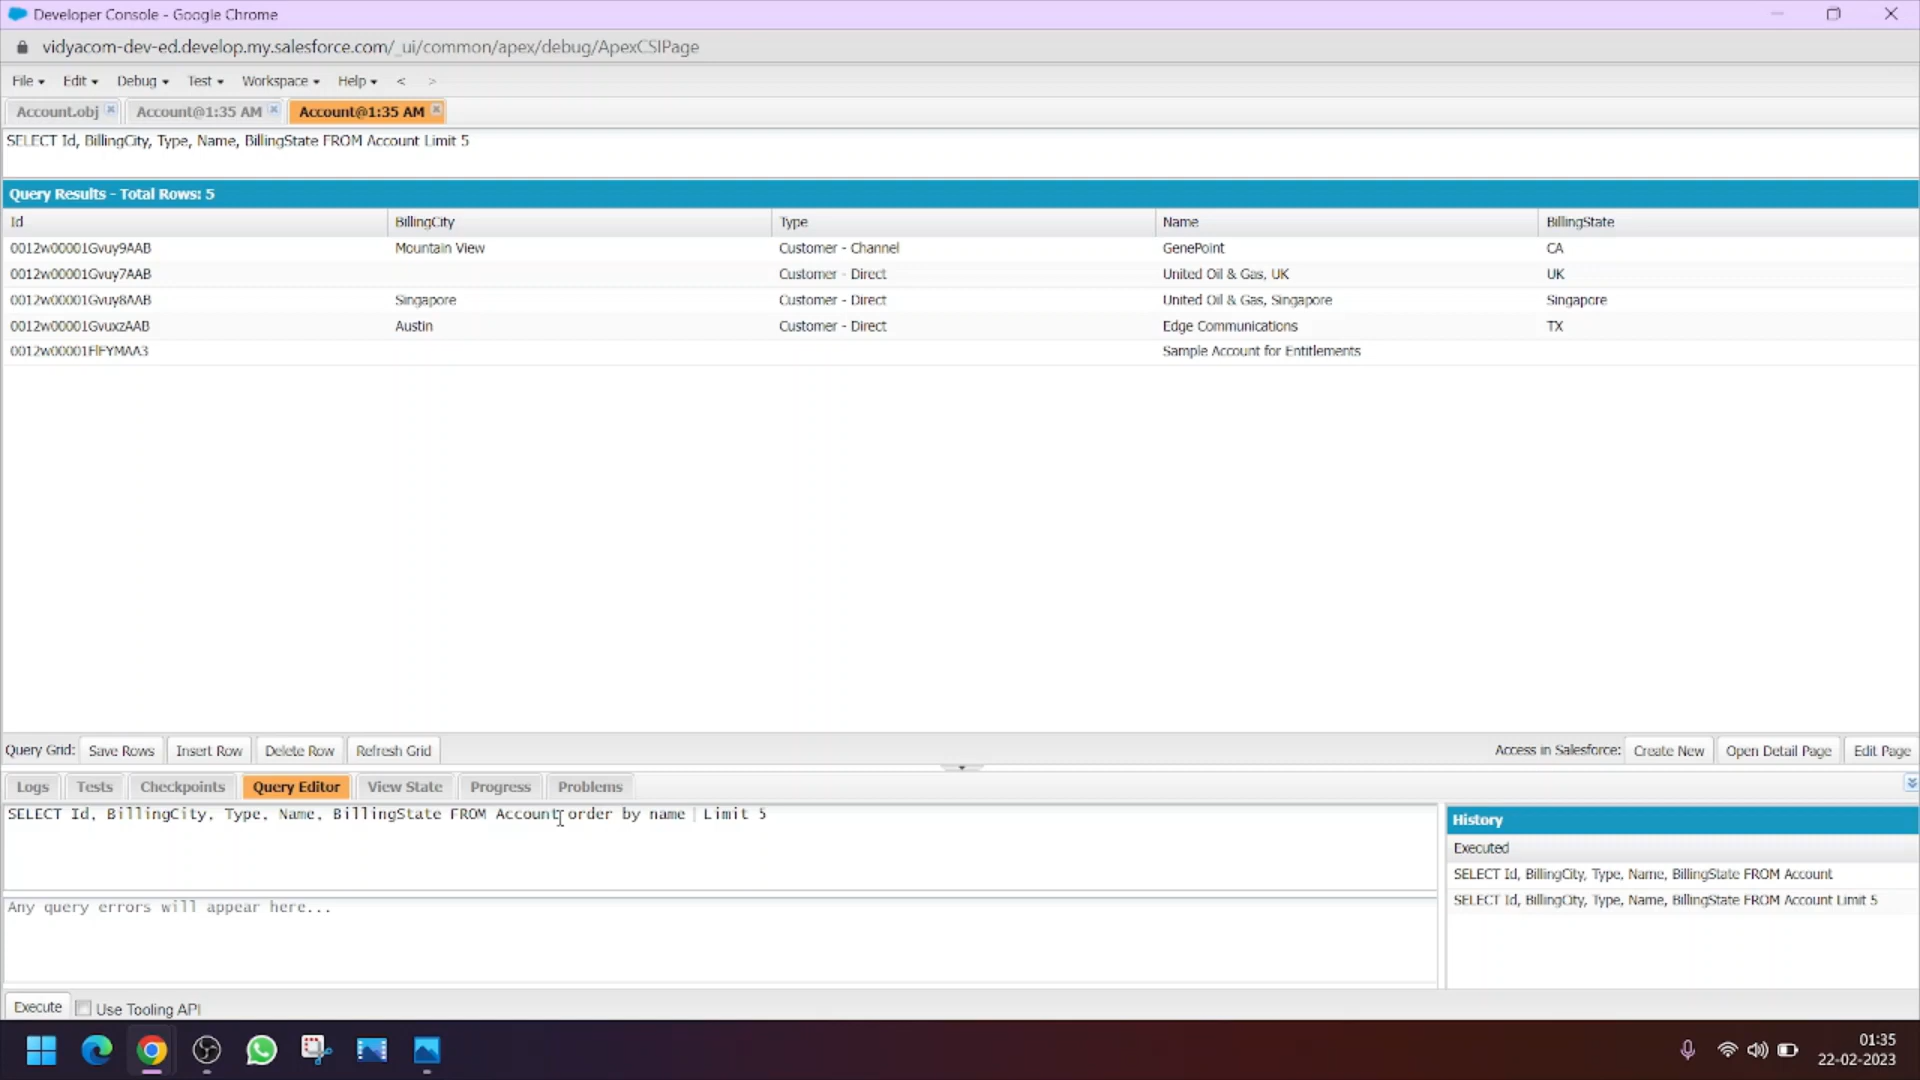 Developer Console - Google Chrome
vidyacom-dev-ed.develop.my.salesforce.com/_ui/common/apex/debug/ApexCSIPage
File Edit Debug Test Workspace Help < >
Account.obj Account@1:35 AM Account@1:35 AM
SELECT Id, BillingCity, Type, Name, BillingState FROM Account Limit 5
Query Results - Total Rows: 5
Id BillingCity Type Name BillingState
0012w00001Gvuy9AAB Mountain View Customer - Channel GenePoint CA
0012w00001Gvuy7AAB Customer - Direct United Oil & Gas, UK UK
0012w00001Gvuy8AAB Singapore Customer - Direct United Oil & Gas, Singapore Singapore
0012w00001GvuxzAAB Austin Customer - Direct Edge Communications TX
0012w00001FlFYMAA3 Sample Account for Entitlements
Query Grid: Save Rows Insert Row Delete Row Refresh Grid Access in Salesforce: Create New Open Detail Page Edit Page
Logs Tests Checkpoints Query Editor View State Progress Problems
SELECT Id, BillingCity, Type, Name, BillingState FROM Account order by name Limit 5
History
Executed
SELECT Id, BillingCity, Type, Name, BillingState FROM Account
SELECT Id, BillingCity, Type, Name, BillingState FROM Account Limit 5
Any query errors will appear here...
Execute Use Tooling API
01:35
22-02-2023